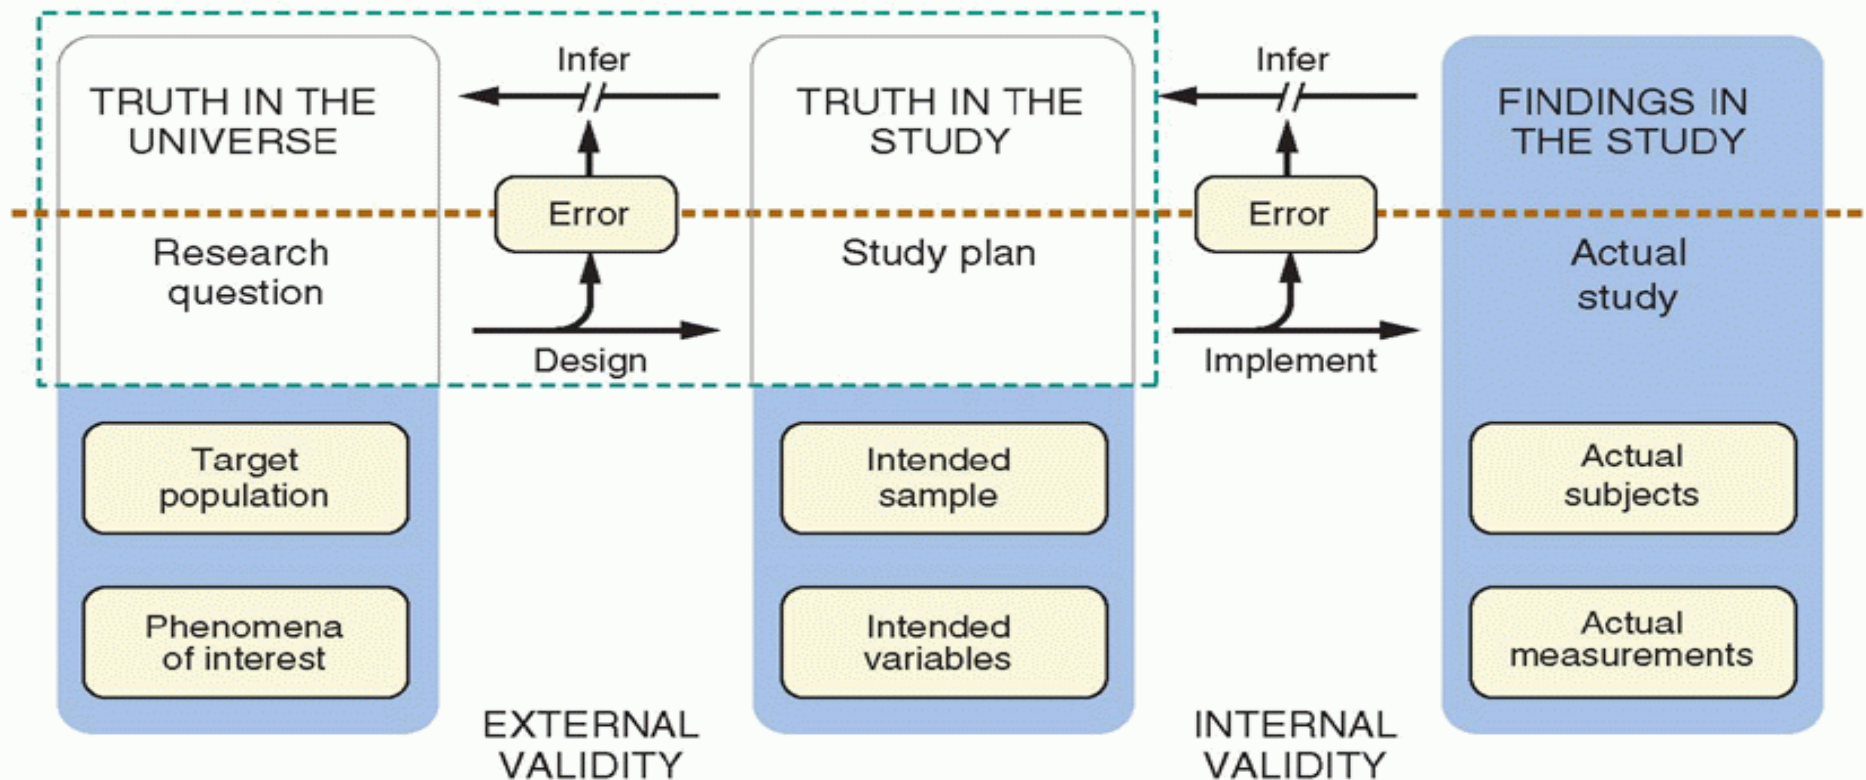 TRUTH IN THE
UNIVERSE
Research
question
Target
population
Phenomena
of interest
Infer
Error
Design
EXTERNAL
VALIDITY
TRUTH IN THE
STUDY
Study plan
Intended
sample
Intended
variables
Infer
Error
Implement
INTERNAL
VALIDITY
FINDINGS IN
THE STUDY
Actual
study
Actual
subjects
Actual
measurements